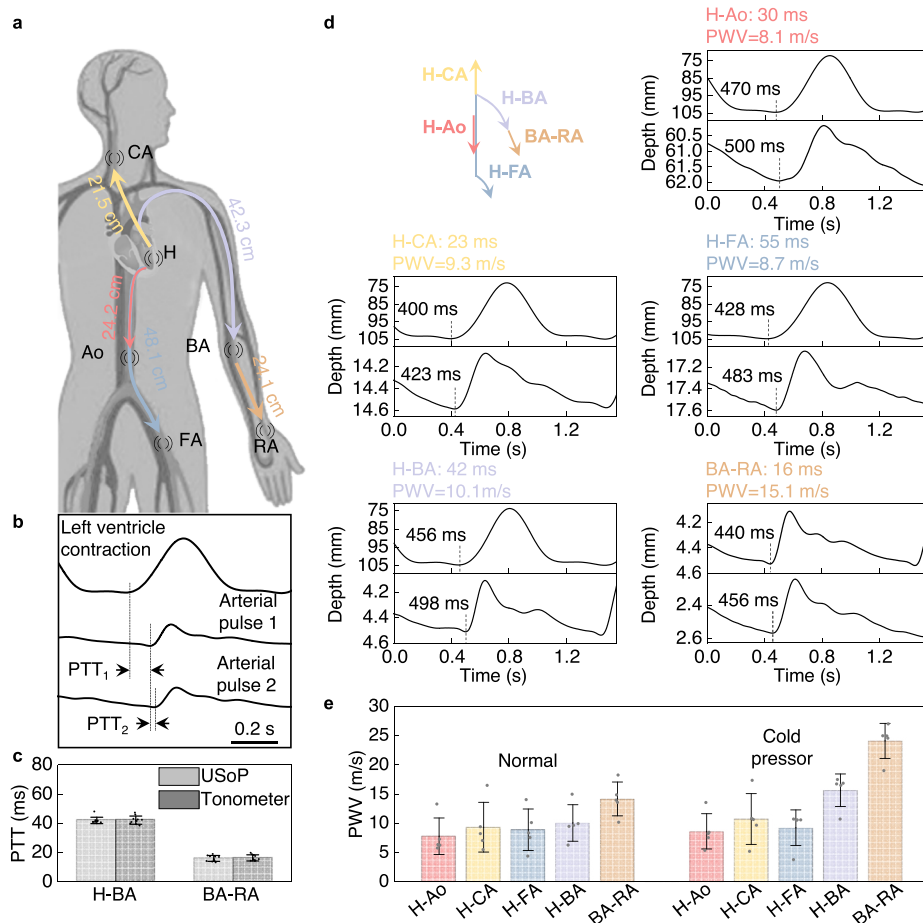 a
CA
21.5 cm
42.3 cm
H
24.2 cm
Ao
48.1 cm
BA
24.1 cm
FA
RA
b
Left ventricle
contraction
Arterial
pulse 1
PTT1
Arterial
pulse 2
PTT2
0.2 s
c
PTT (ms)
80
60
40
20
0
USoP
Tonometer
H-BA
BA-RA
d
H-CA
H-BA
H-Ao
BA-RA
H-FA
H-Ao: 30 ms
PWV=8.1 m/s
Depth (mm)
75
85
95
105
470 ms
60.5
61.0
61.5
62.0
500 ms
0.0 0.4 0.8 1.2
Time (s)
H-CA: 23 ms
PWV=9.3 m/s
Depth (mm)
75
85
95
105
400 ms
14.2
14.4
14.6
423 ms
0.0 0.4 0.8 1.2
Time (s)
H-FA: 55 ms
PWV=8.7 m/s
Depth (mm)
75
85
95
105
428 ms
17.2
17.4
17.6
483 ms
0.0 0.4 0.8 1.2
Time (s)
H-BA: 42 ms
PWV=10.1m/s
Depth (mm)
75
85
95
105
456 ms
4.2
4.4
4.6
498 ms
0.0 0.4 0.8 1.2
Time (s)
BA-RA: 16 ms
PWV=15.1 m/s
Depth (mm)
4.2
4.4
4.6
440 ms
2.4
2.6
456 ms
0.0 0.4 0.8 1.2
Time (s)
e
PWV (m/s)
30
25
20
15
10
5
0
Normal
Cold
pressor
H-Ao
H-CA
H-FA
H-BA
BA-RA
H-Ao
H-CA
H-FA
H-BA
BA-RA